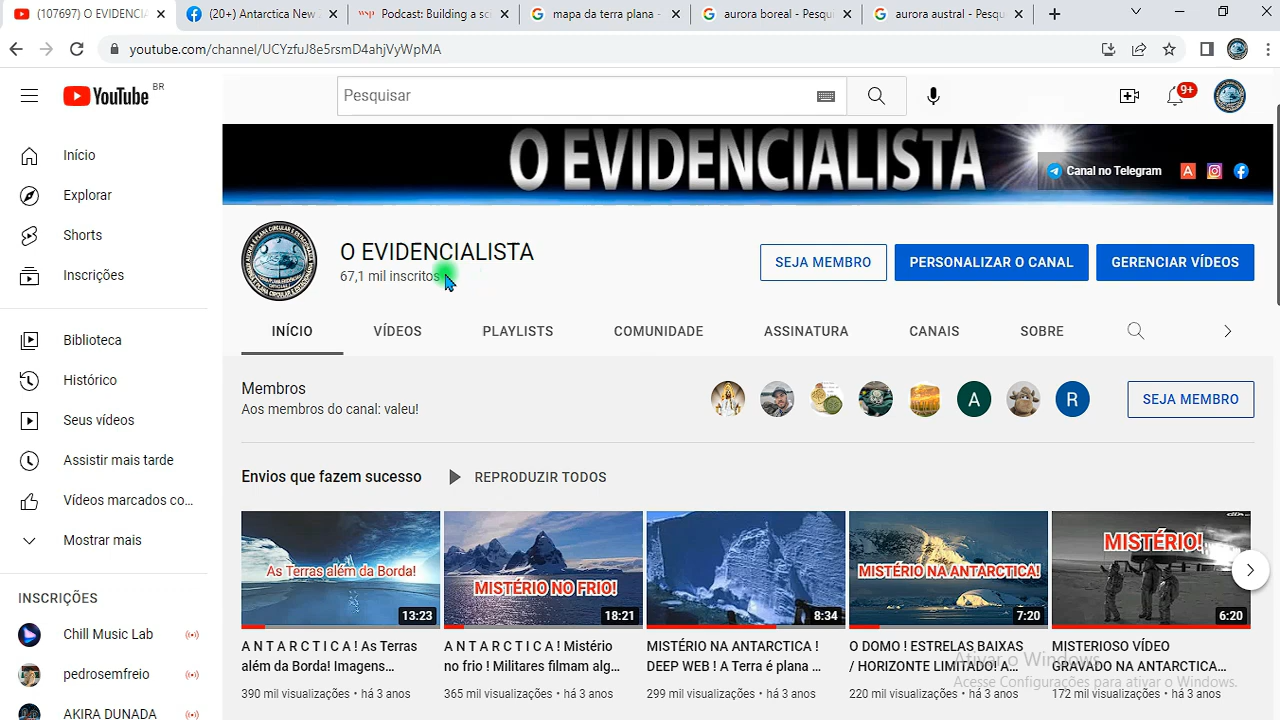 (107697) O EVIDENCIA
(20+) Antarctica New
Podcast: Building a sc
mapa da terra plana -
aurora boreal - Pesqui
aurora austral - Pesqu
youtube.com/channel/UCYzfuJ8e5rsmD4ahjVyWpMA
YouTube BR
Pesquisar
9+
Início
Explorar
Shorts
Inscrições
Biblioteca
Histórico
Seus vídeos
Assistir mais tarde
Vídeos marcados co...
Mostrar mais
INSCRIÇÕES
Chill Music Lab
pedrosemfreio
AKIRA DUNADA
O EVIDENCIALISTA
Canal no Telegram
O EVIDENCIALISTA
67,1 mil inscritos
SEJA MEMBRO
PERSONALIZAR O CANAL
GERENCIAR VÍDEOS
INÍCIO
VÍDEOS
PLAYLISTS
COMUNIDADE
ASSINATURA
CANAIS
SOBRE
Membros
Aos membros do canal: valeu!
A
R
SEJA MEMBRO
Envios que fazem sucesso
REPRODUZIR TODOS
As Terras além da Borda!
13:23
A N T A R C T I C A ! As Terras
além da Borda! Imagens...
390 mil visualizações • há 3 anos
MISTÉRIO NO FRIO!
18:21
A N T A R C T I C A ! Mistério
no frio ! Militares filmam alg...
365 mil visualizações • há 3 anos
8:34
MISTÉRIO NA ANTARCTICA !
DEEP WEB ! A Terra é plana ...
299 mil visualizações • há 3 anos
MISTÉRIO NA ANTARCTICA!
7:20
O DOMO ! ESTRELAS BAIXAS
/ HORIZONTE LIMITADO! A...
220 mil visualizações • há 3 anos
MISTÉRIO!
6:20
MISTERIOSO VÍDEO
GRAVADO NA ANTARCTICA...
172 mil visualizações • há 3 anos
Ativar o Windows
Acesse Configurações para ativar o Windows.